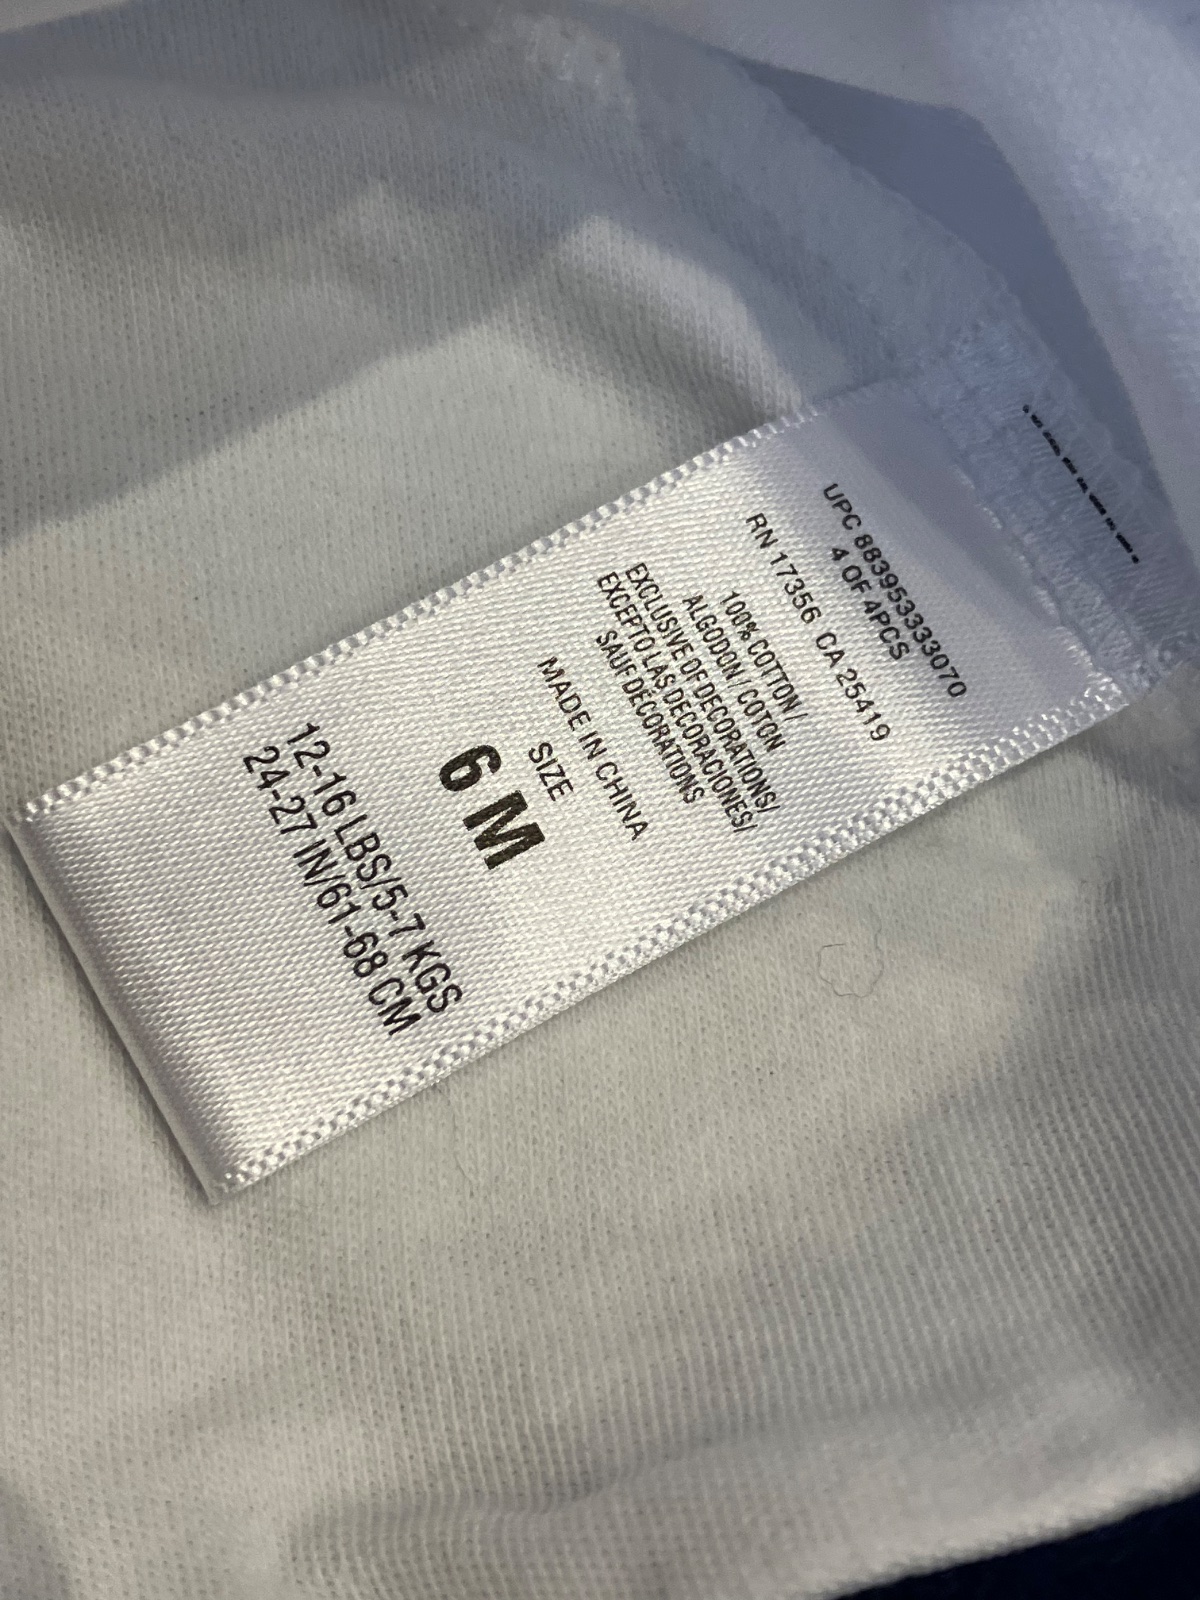 UPC 883953333070
4 OF 4PCS
RN 17356 CA 25419
100% COTTON /
ALGODON / COTON
EXCLUSIVE OF DECORATIONS/
EXCEPTO LAS DECORACIONES/
SAUF DÉCORATIONS
MADE IN CHINA
SIZE
6 M
12-16 LBS/5-7 KGS
24-27 IN/61-68 CM